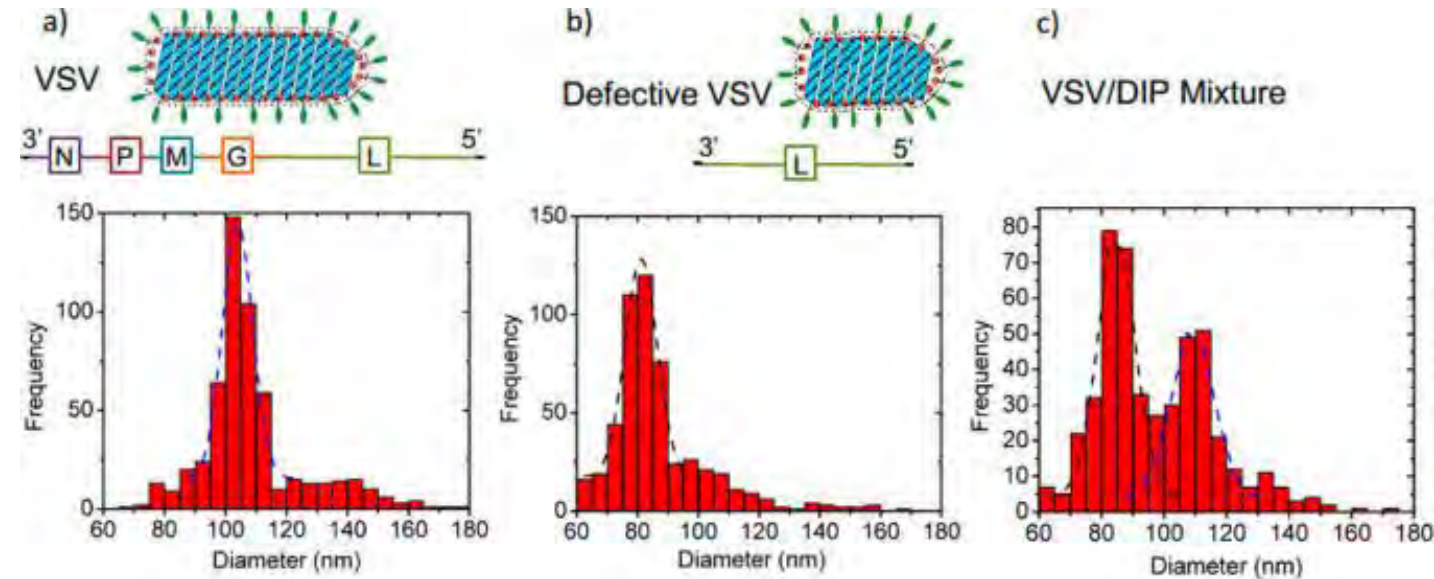 a)
VSV
3' N P M G L 5'
150
100
50
0
Frequency
60 80 100 120 140 160 180
Diameter (nm)
b)
Defective VSV
3' L 5'
150
100
50
0
Frequency
60 80 100 120 140 160 180
Diameter (nm)
c)
VSV/DIP Mixture
80
70
60
50
40
30
20
10
0
Frequency
60 80 100 120 140 160 180
Diameter (nm)